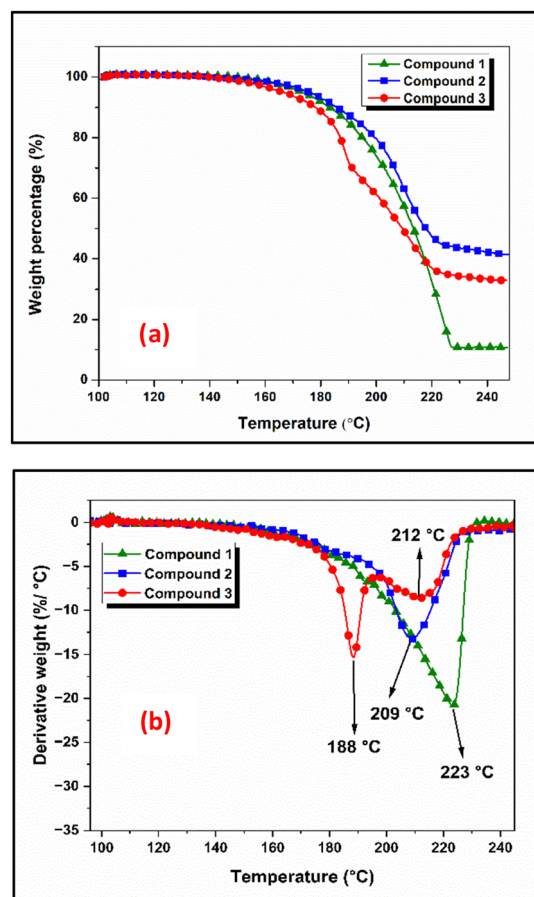 100
80
60
40
20
0
Weight percentage (%)
Compound 1
Compound 2
Compound 3
(a)
100 120 140 160 180 200 220 240
Temperature (°C)
5
0
−5
−10
−15
−20
−25
−30
−35
Derivative weight (%/ °C)
Compound 1
Compound 2
Compound 3
212 °C
209 °C
188 °C
223 °C
(b)
100 120 140 160 180 200 220 240
Temperature (°C)